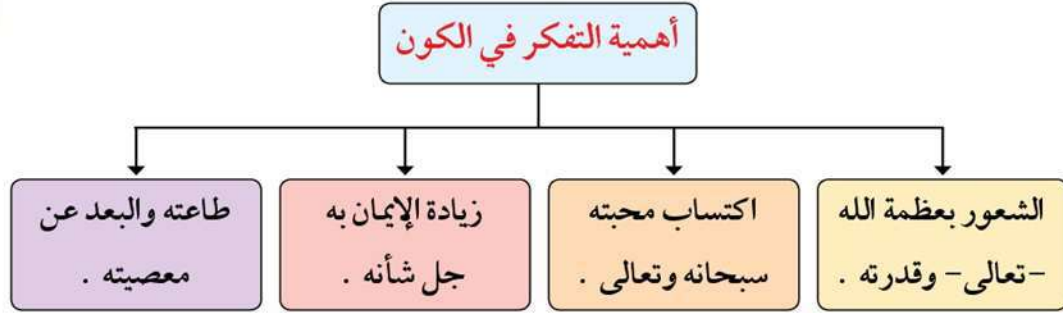 أهمية التفكر في الكون
الشعور بعظمة الله
-تعالى- وقدرته .
اكتساب محبته
سبحانه وتعالى .
زيادة الإيمان به
جل شأنه .
طاعته والبعد عن
معصيته .